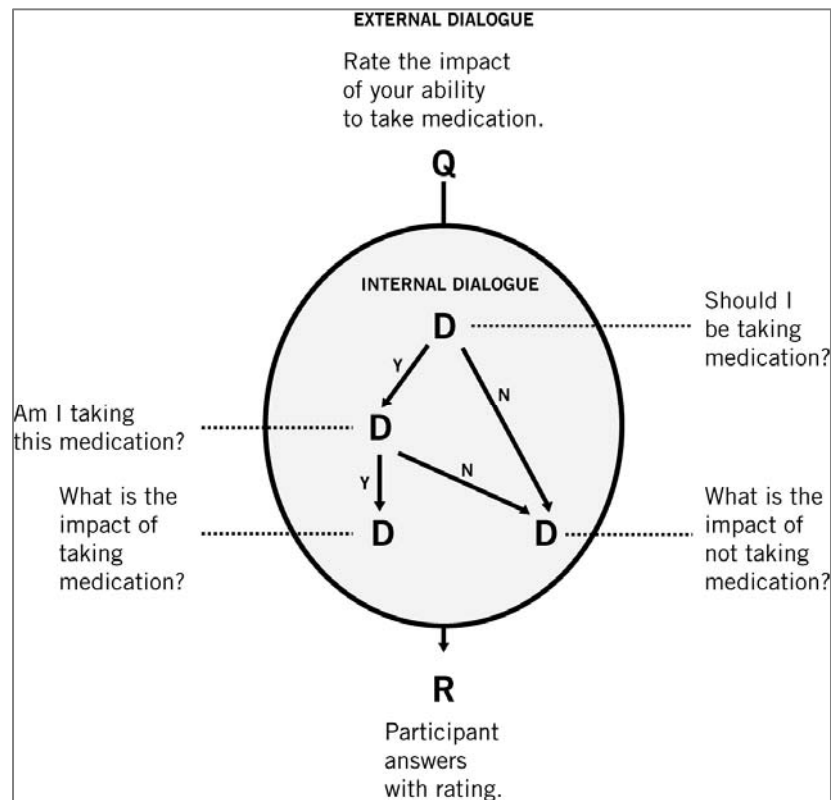 EXTERNAL DIALOGUE
Rate the impact
of your ability
to take medication.
Q
INTERNAL DIALOGUE
D
Should I
be taking
medication?
Y
N
Am I taking
this medication?
D
Y
N
What is the
impact of
taking
medication?
D
D
What is the
impact of
not taking
medication?
R
Participant
answers
with rating.